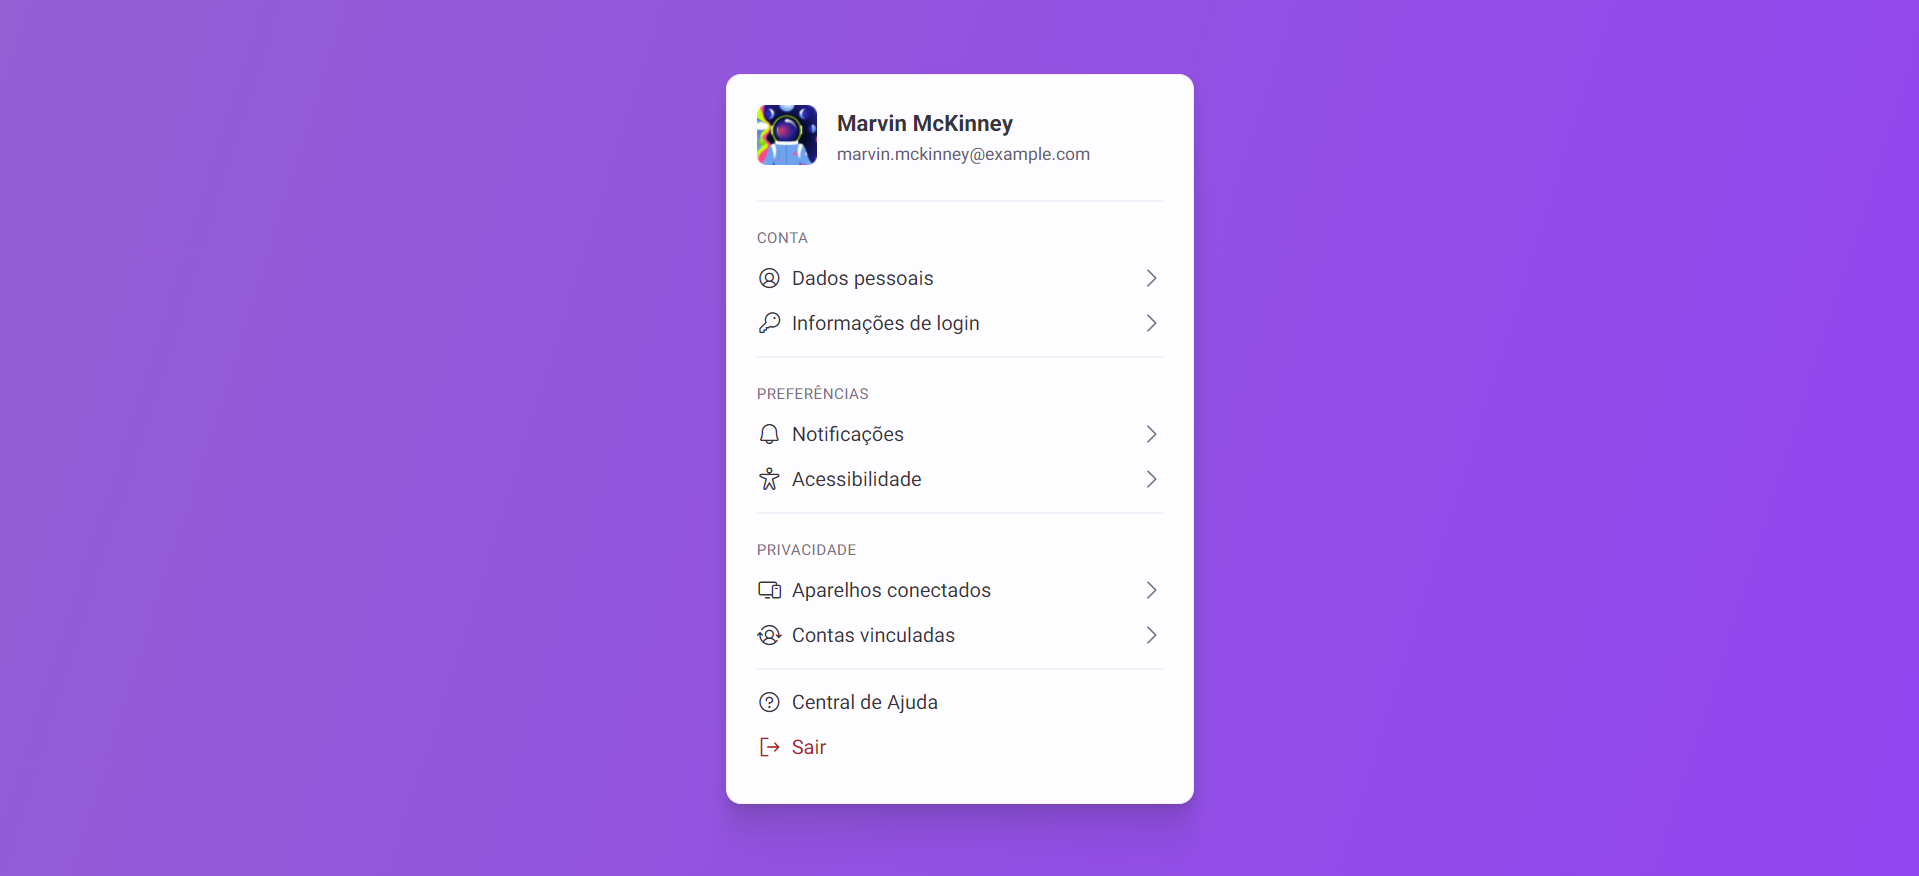 Marvin McKinney
marvin.mckinney@example.com
CONTA
Dados pessoais
Informações de login
PREFERÊNCIAS
Notificações
Acessibilidade
PRIVACIDADE
Aparelhos conectados
Contas vinculadas
Central de Ajuda
Sair